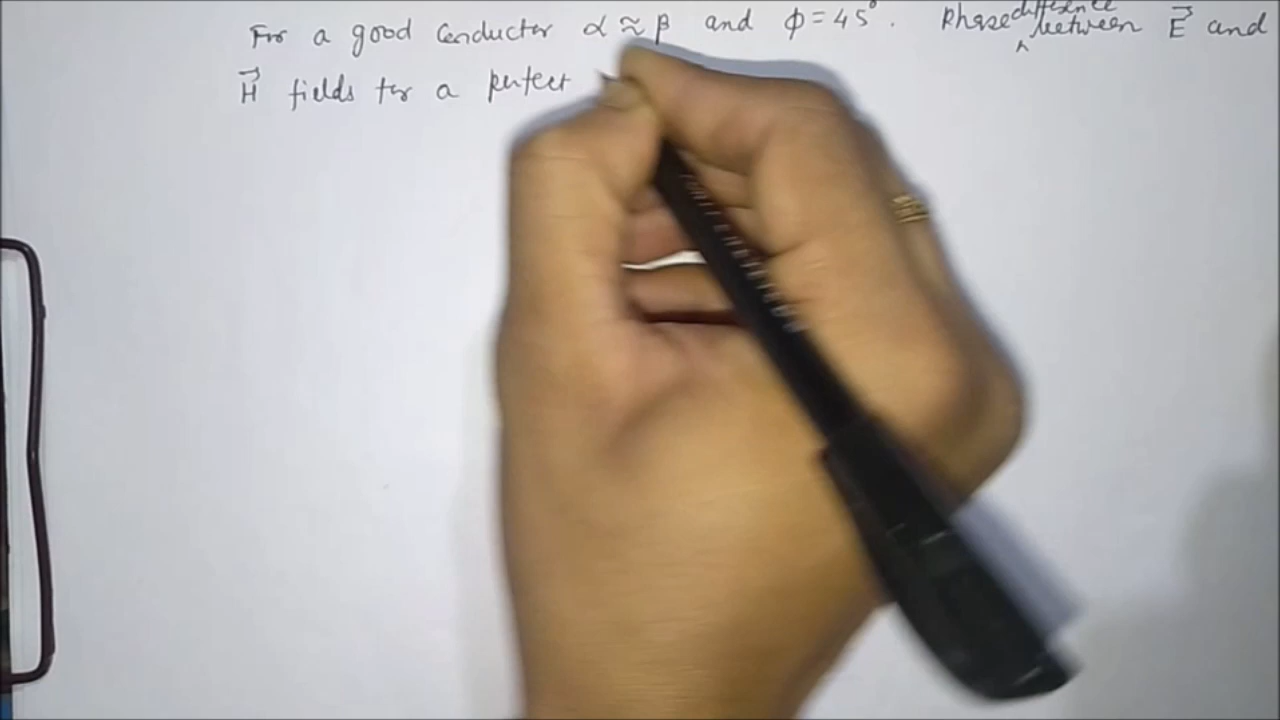 For a good conductor α ≈ β and φ = 45°. Phase difference between E⃗ and
H⃗ fields for a perfect